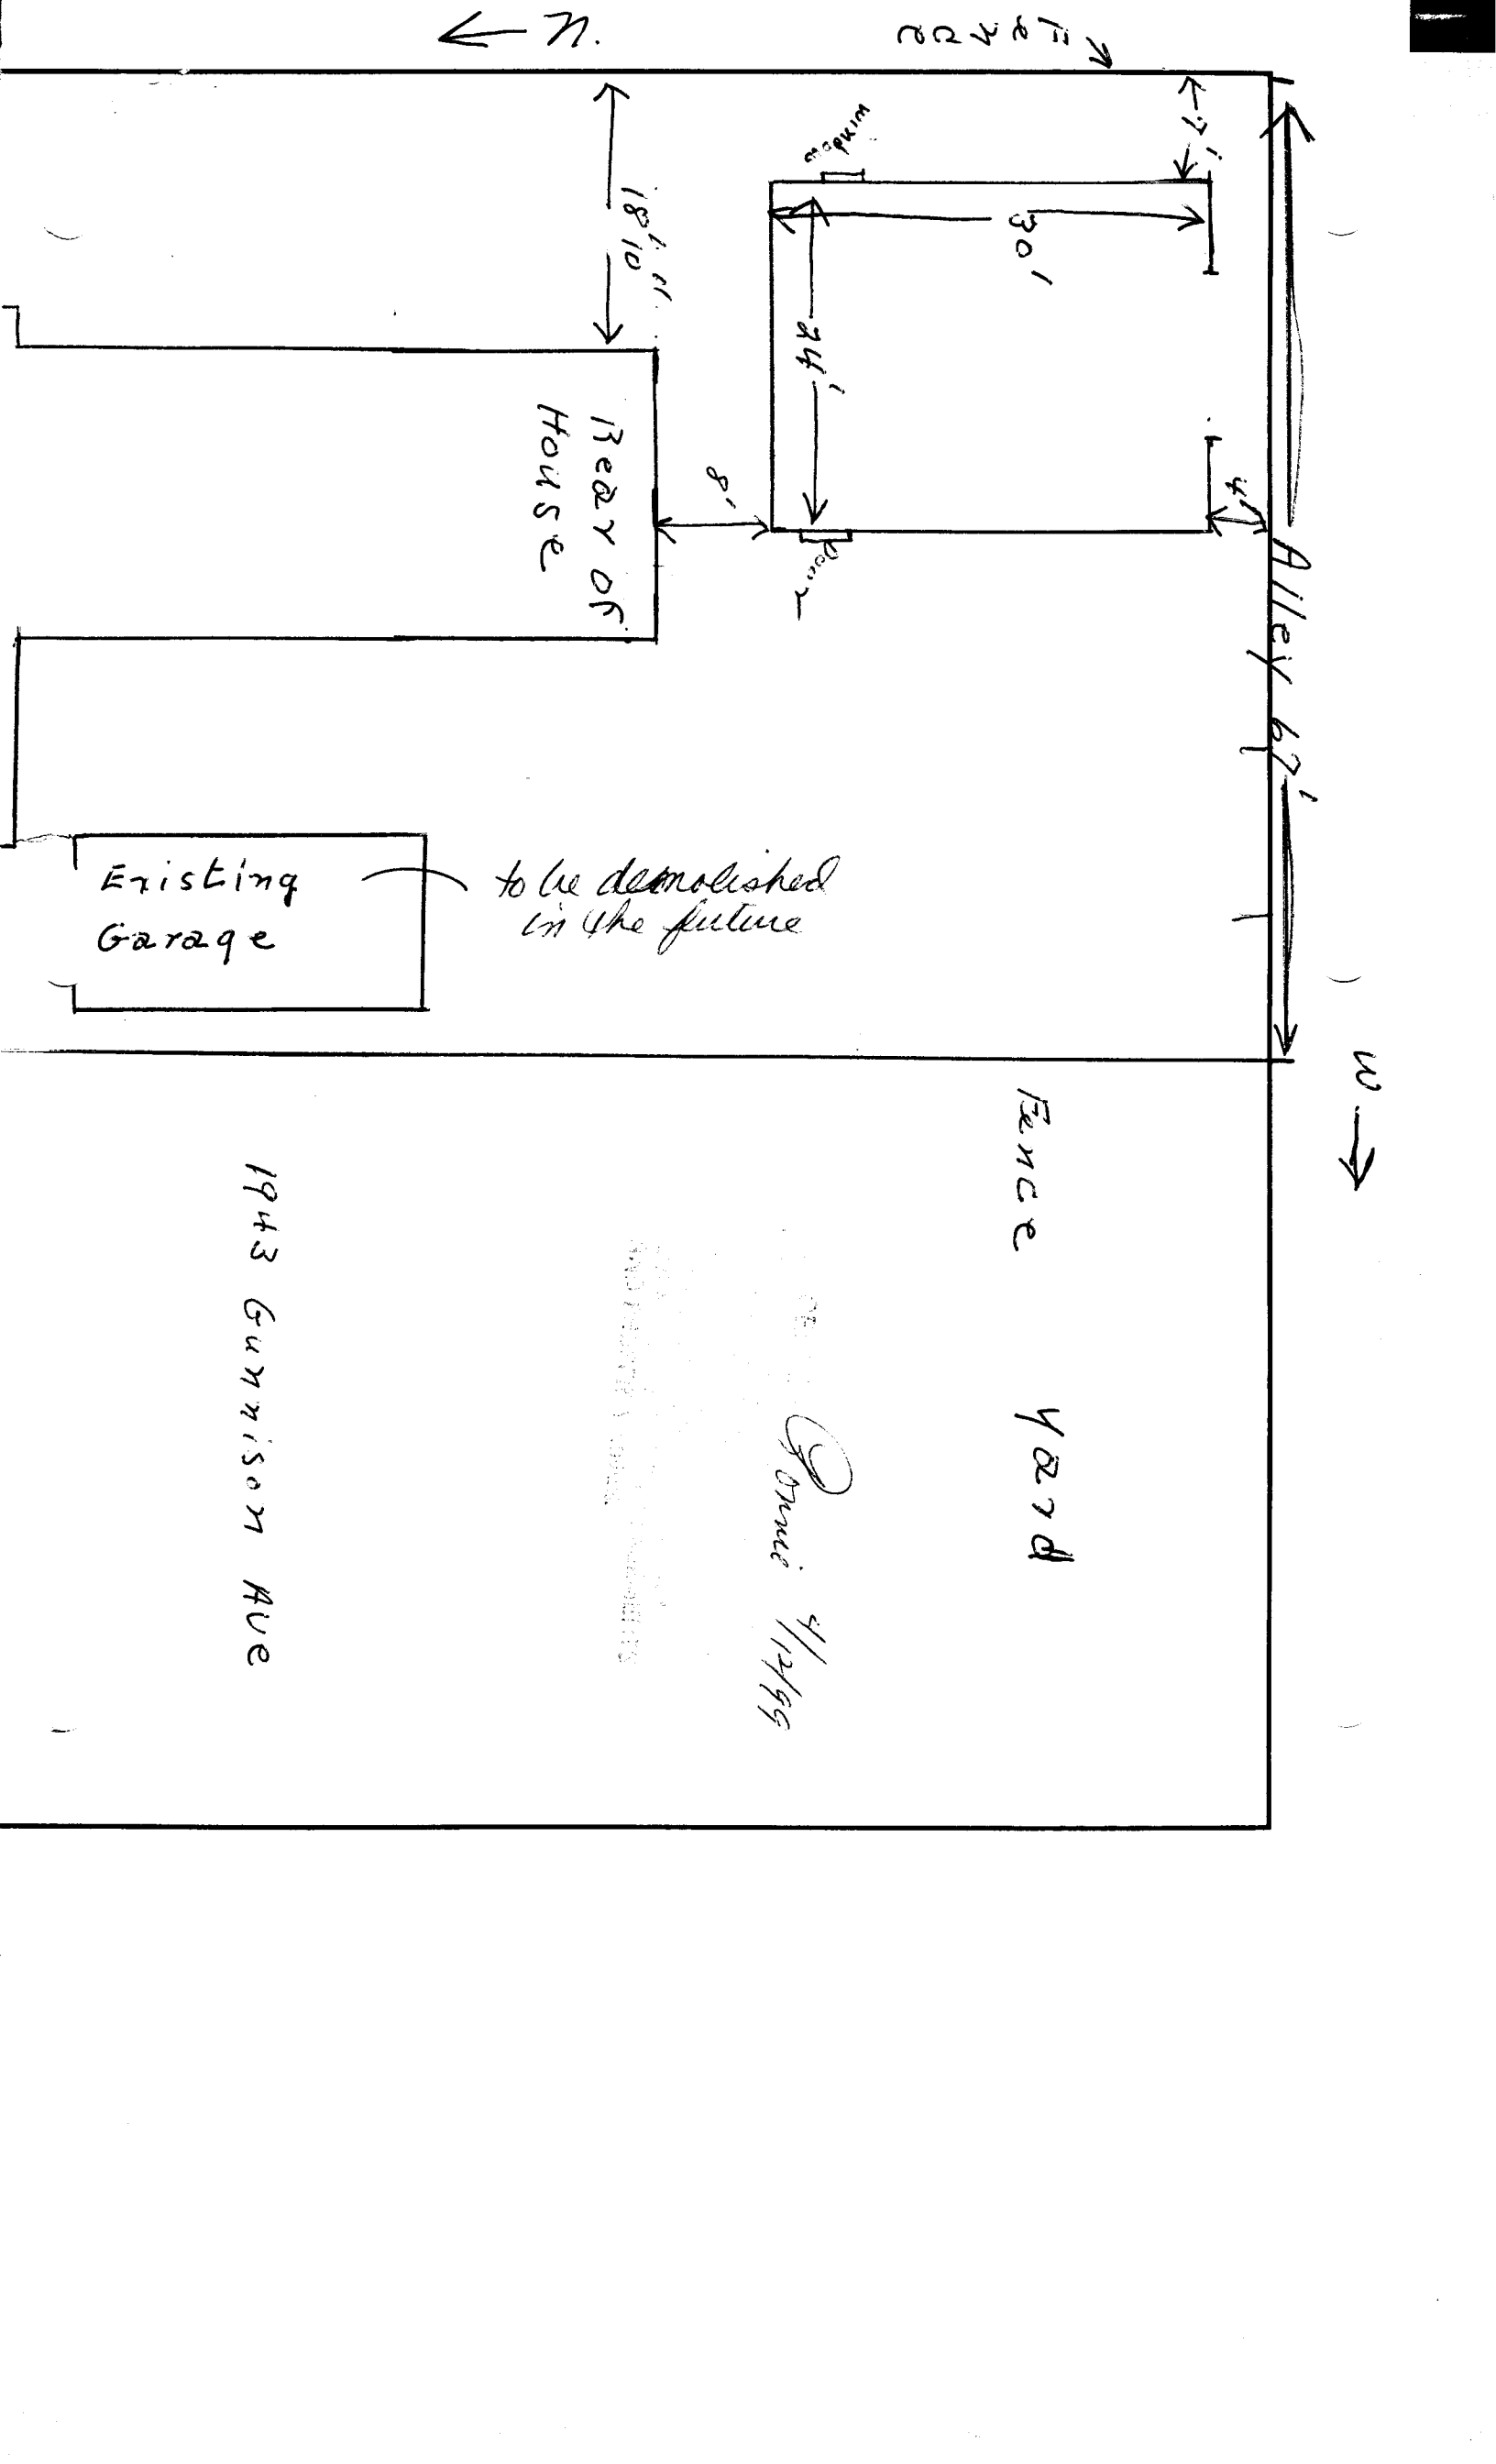 ← N.
Fence
7'
window
30'
24'
4'
Alley 67'
W →
18' 10"
Rear of
House
8'
Door
Existing
Garage
to be demolished
in the future
Fence
Yard
4/12/99
1943 Gunnison Ave